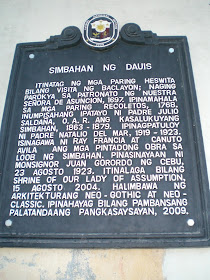 SIMBAHAN NG DAUIS
ITINATAG NG MGA PARING HESWITA
BILANG VISITA NG BACLAYON; NAGING
PAROKYA SA PATRONATO NG NUESTRA
SEÑORA DE ASUNCION, 1697. IPINAMAHALA
SA MGA PARING RECOLETOS, 1768.
INUMPISAHANG IPATAYO NI PADRE JULIO
SALDAÑA, O.A.R. ANG KASALUKUYANG
SIMBAHAN, 1863 - 1879. IPINAGPATULOY
NI PADRE NATALIO DEL MAR, 1919 - 1923.
ISINAGAWA NI RAY FRANCIA AT CANUTO
AVILA ANG MGA PINTADONG OBRA SA
LOOB NG SIMBAHAN. PINASINAYAAN NI
MONSIGNOR JUAN GORORDO NG CEBU,
23 AGOSTO 1923. ITINALAGA BILANG
SHRINE OF OUR LADY OF ASSUMPTION,
15 AGOSTO 2004. HALIMBAWA NG
ARKITEKTURANG NEO - GOTHIC AT NEO -
CLASSIC. IPINAHAYAG BILANG PAMBANSANG
PALATANDAANG PANGKASAYSAYAN, 2009.